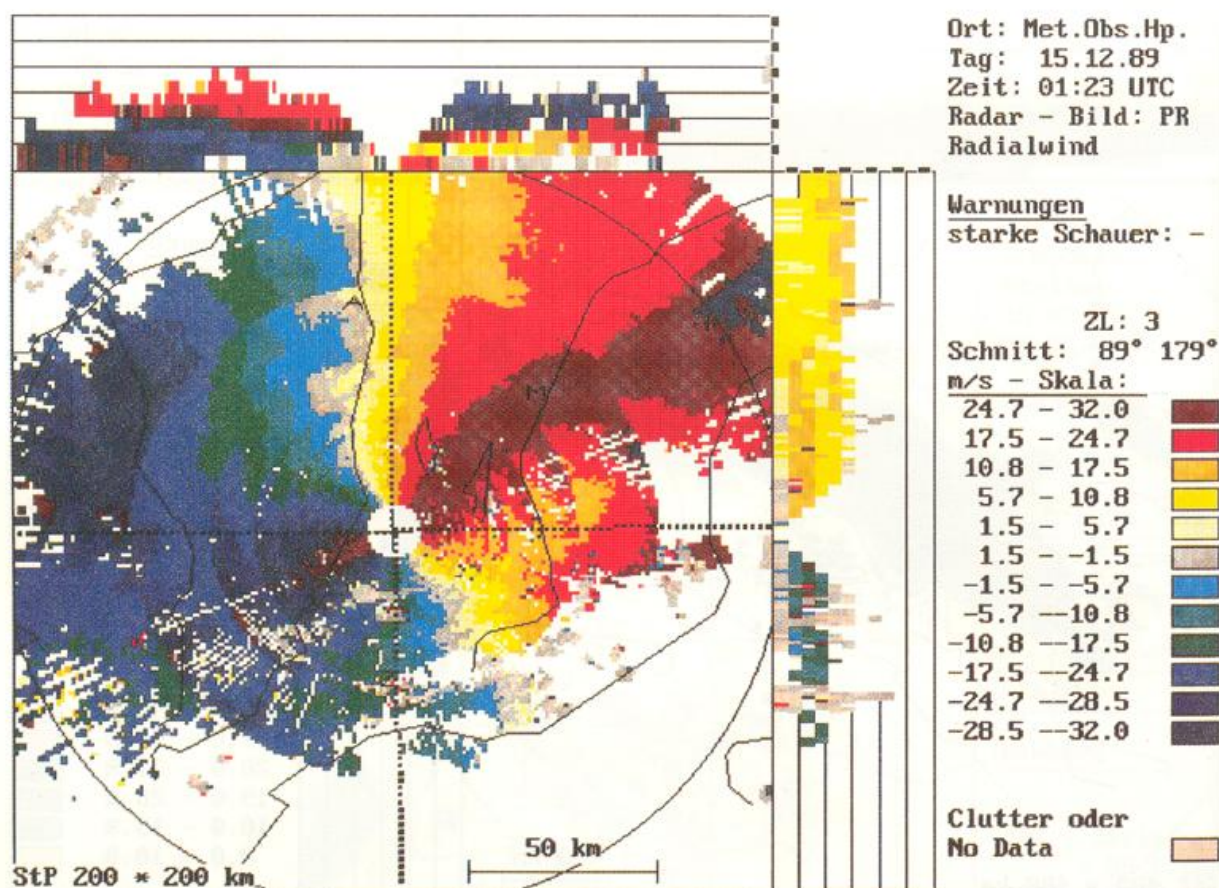 Ort: Met.Obs.Hp.
Tag: 15.12.89
Zeit: 01:23 UTC
Radar - Bild: PR
Radialwind
Warnungen
starke Schauer: -
ZL: 3
Schnitt: 89° 179°
m/s - Skala:
24.7 - 32.0
17.5 - 24.7
10.8 - 17.5
5.7 - 10.8
1.5 - 5.7
1.5 - -1.5
-1.5 - -5.7
-5.7 --10.8
-10.8 --17.5
-17.5 --24.7
-24.7 --28.5
-28.5 --32.0
Clutter oder
No Data
50 km
StP 200 * 200 km